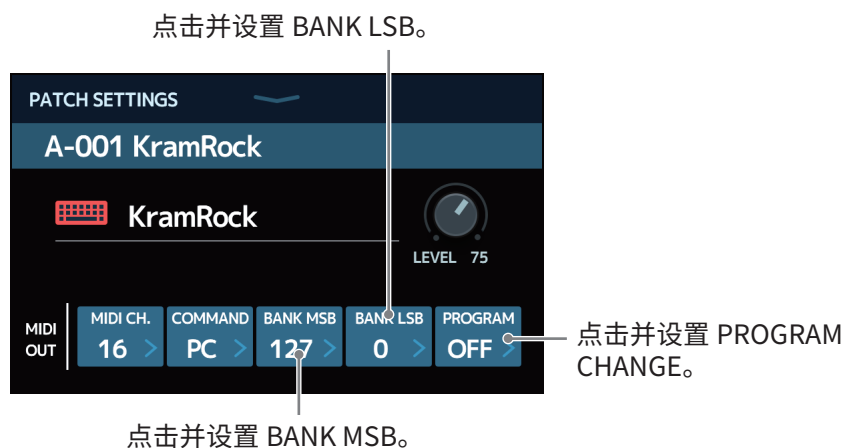 点击并设置 BANK LSB。
PATCH SETTINGS
A-001 KramRock
KramRock
LEVEL 75
MIDI OUT
MIDI CH. COMMAND BANK MSB BANK LSB PROGRAM
16 PC 127 0 OFF
点击并设置 PROGRAM
CHANGE。
点击并设置 BANK MSB。